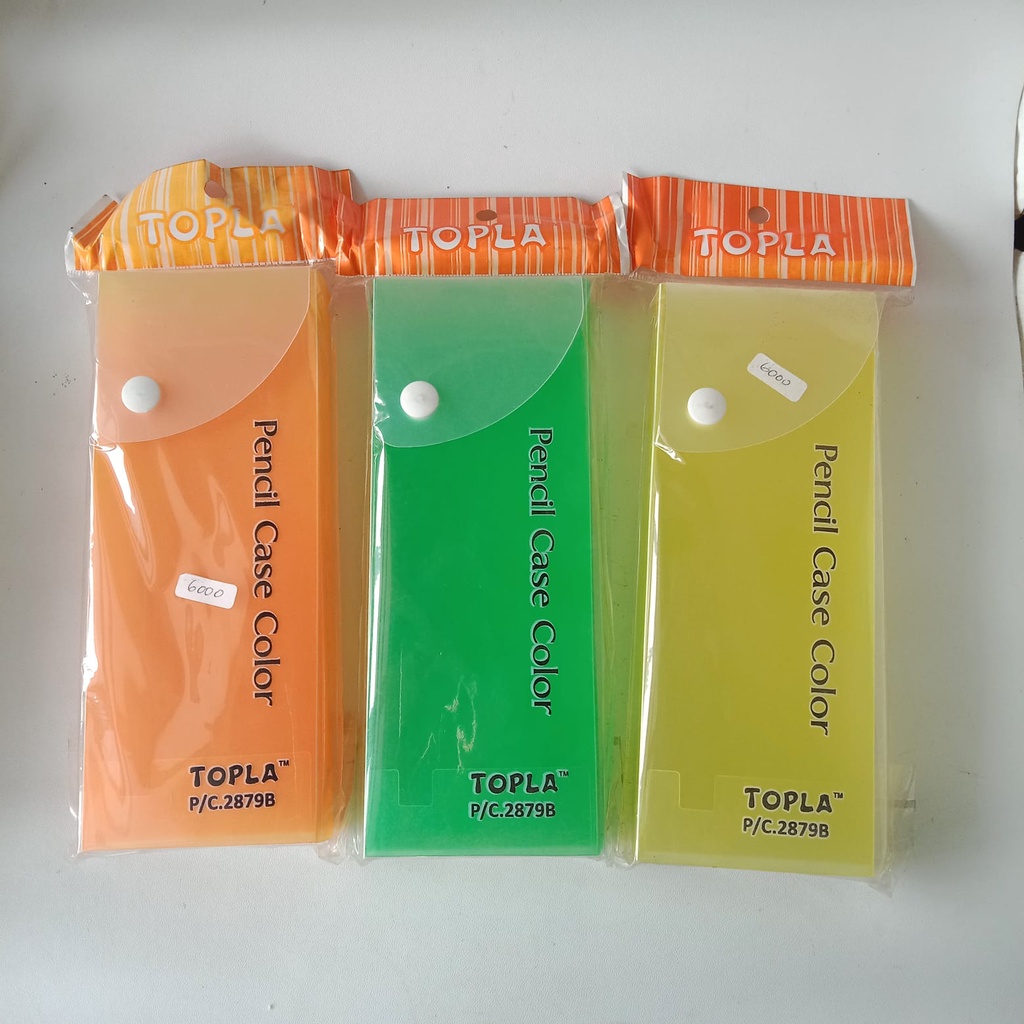 TOPLA
TOPLA
TOPLA
Pencil Case Color
6000
TOPLA™
P/C.2879B
Pencil Case Color
TOPLA™
P/C.2879B
6000
Pencil Case Color
TOPLA™
P/C.2879B